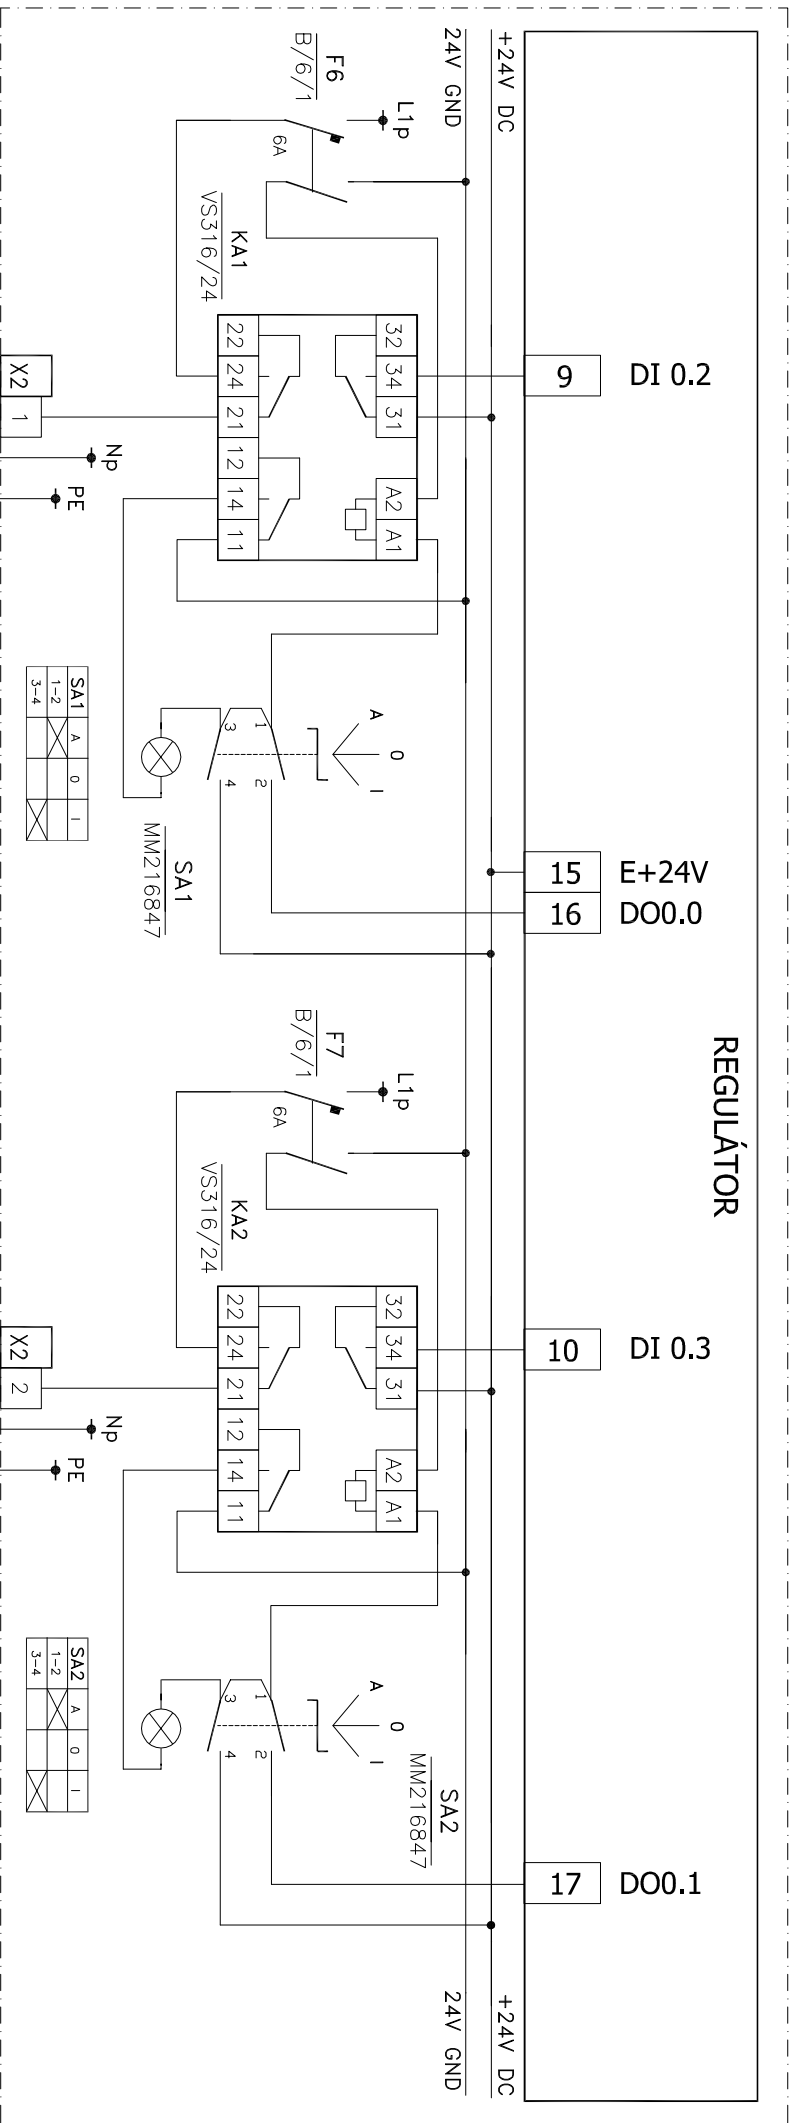 REGULÁTOR
DI 0.2
9
E+24V
15
DO0.0
16
DI 0.3
10
DO0.1
17
+24V DC
24V GND
+24V DC
24V GND
L1p
F6
B/6/1
6A
KA1
VS316/24
32
34
31
A2
A1
22
24
21
12
14
11
X2
1
Np
PE
A
0
I
1
2
3
4
SA1
MM216847
SA1 A 0 I
1-2
3-4
L1p
F7
B/6/1
6A
KA2
VS316/24
32
34
31
A2
A1
22
24
21
12
14
11
X2
2
Np
PE
A
0
I
1
2
3
4
SA2
MM216847
SA2 A 0 I
1-2
3-4